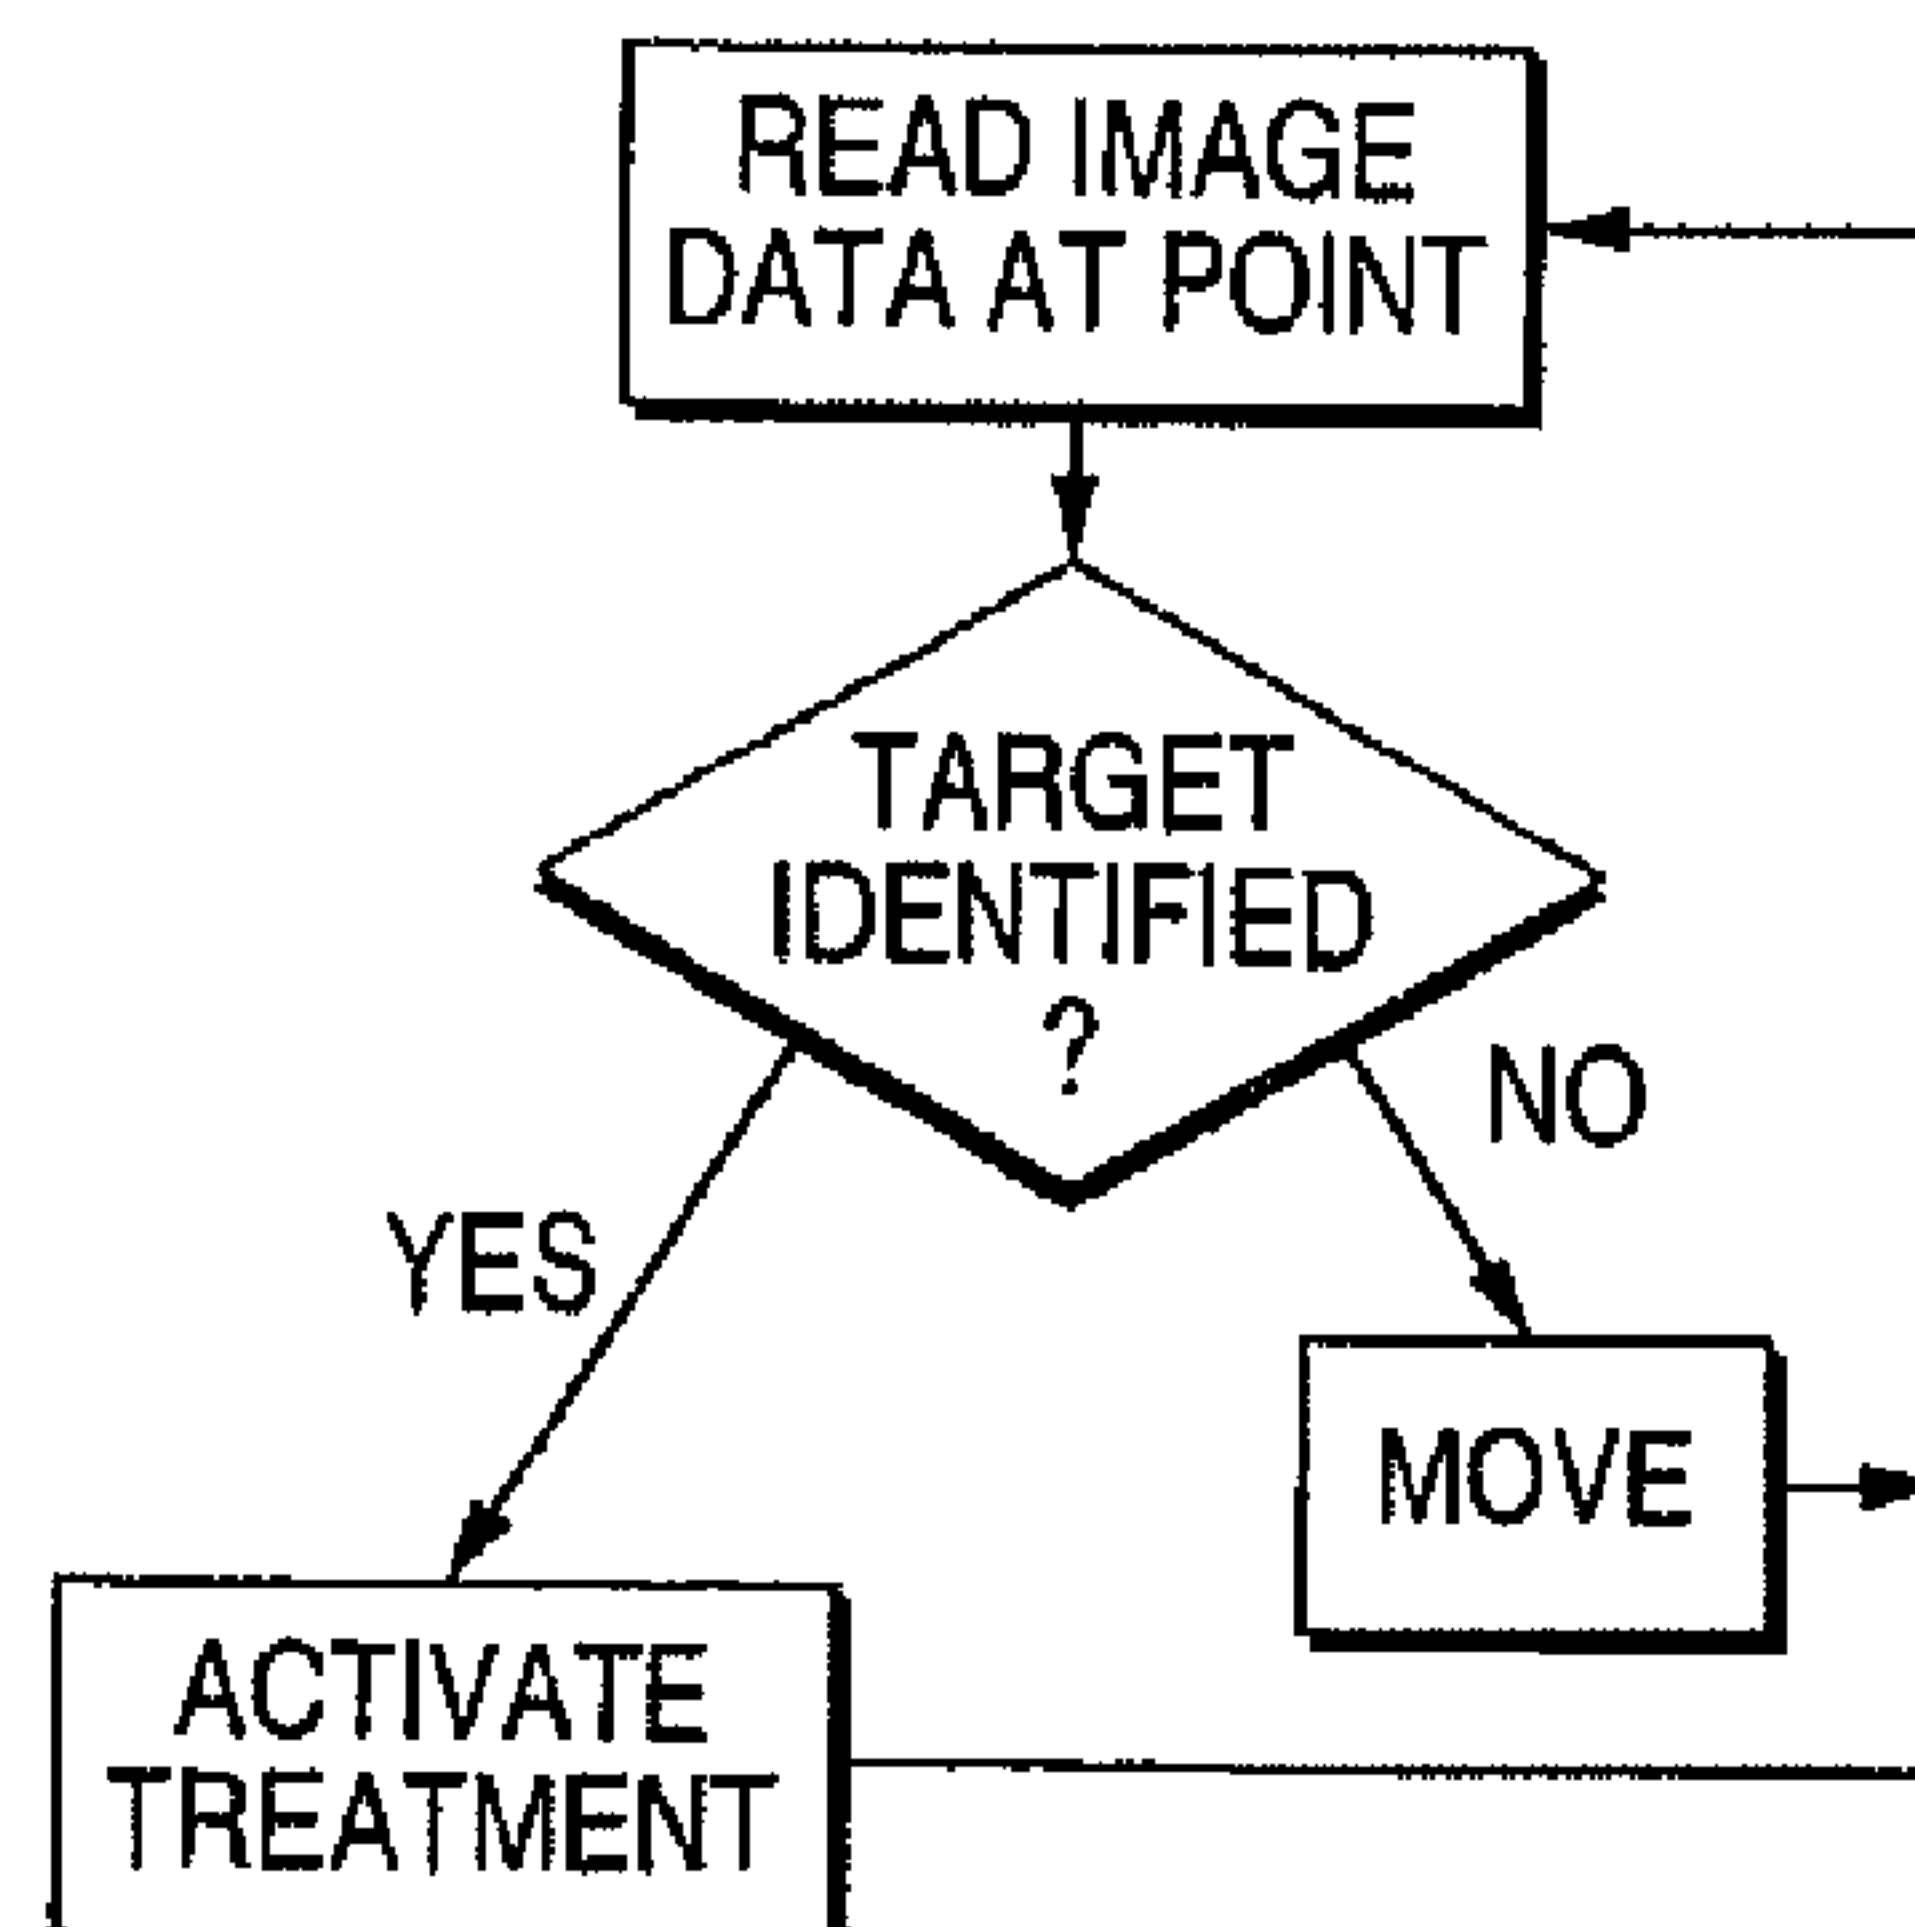 READ IMAGE
DATA AT POINT
TARGET
IDENTIFIED
?
NO
YES
MOVE
ACTIVATE
TREATMENT